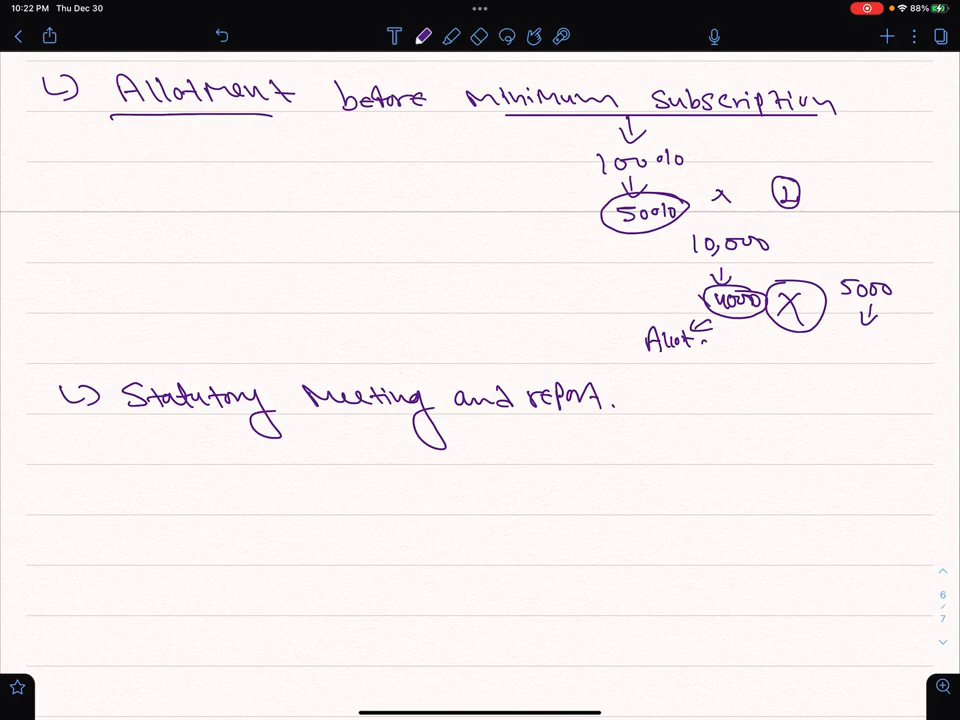 10:22 PM Thu Dec 30
88%
↳ Allotment before minimum subscription
↓
100%
↓
50% x ②
10,000
↓
4000 X 5000
↓
Allot.
↳ Statutory Meeting and report.
6
/
7